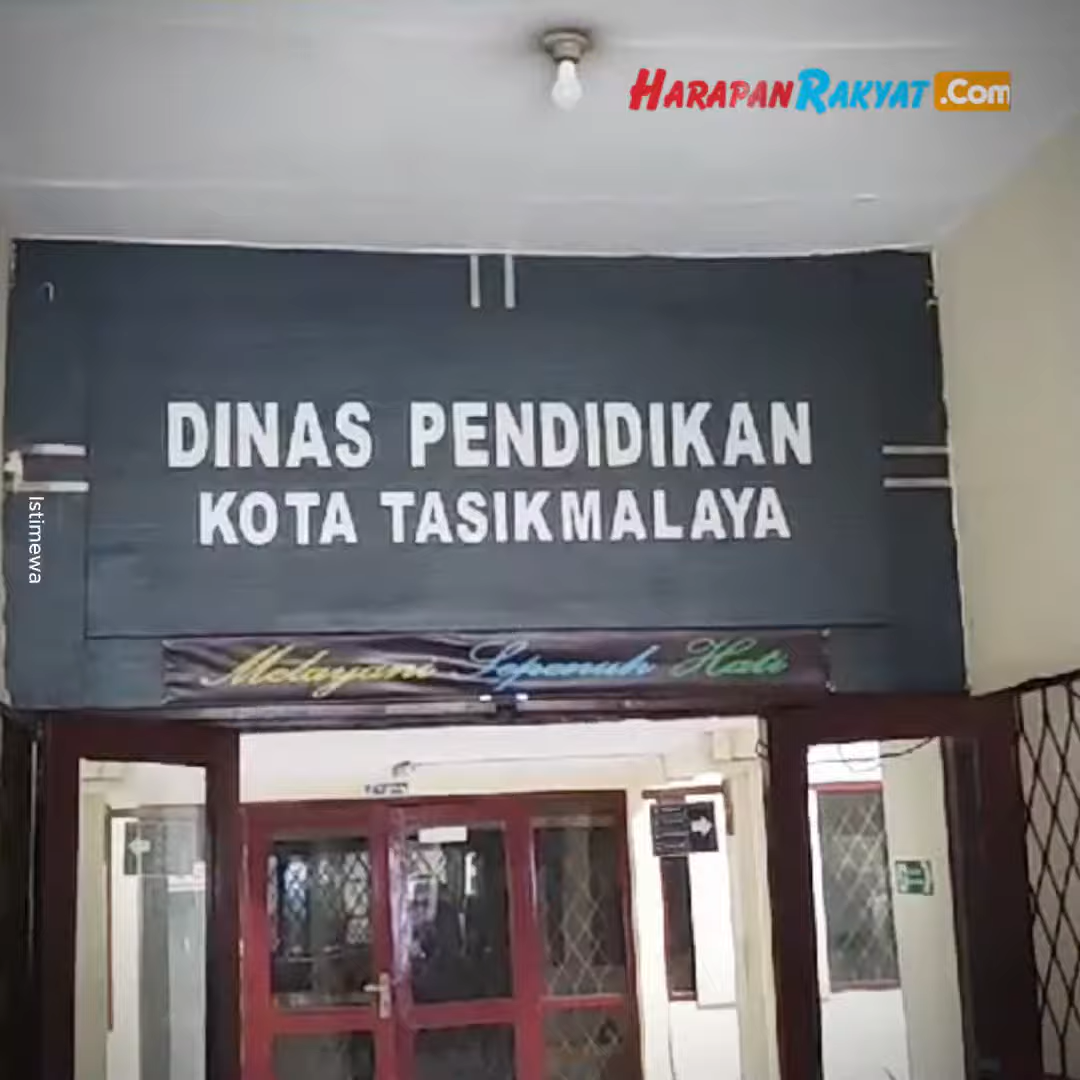 HARAPANRAKYAT.Com
DINAS PENDIDIKAN
KOTA TASIKMALAYA
Istimewa
Melayani Sepenuh Hati